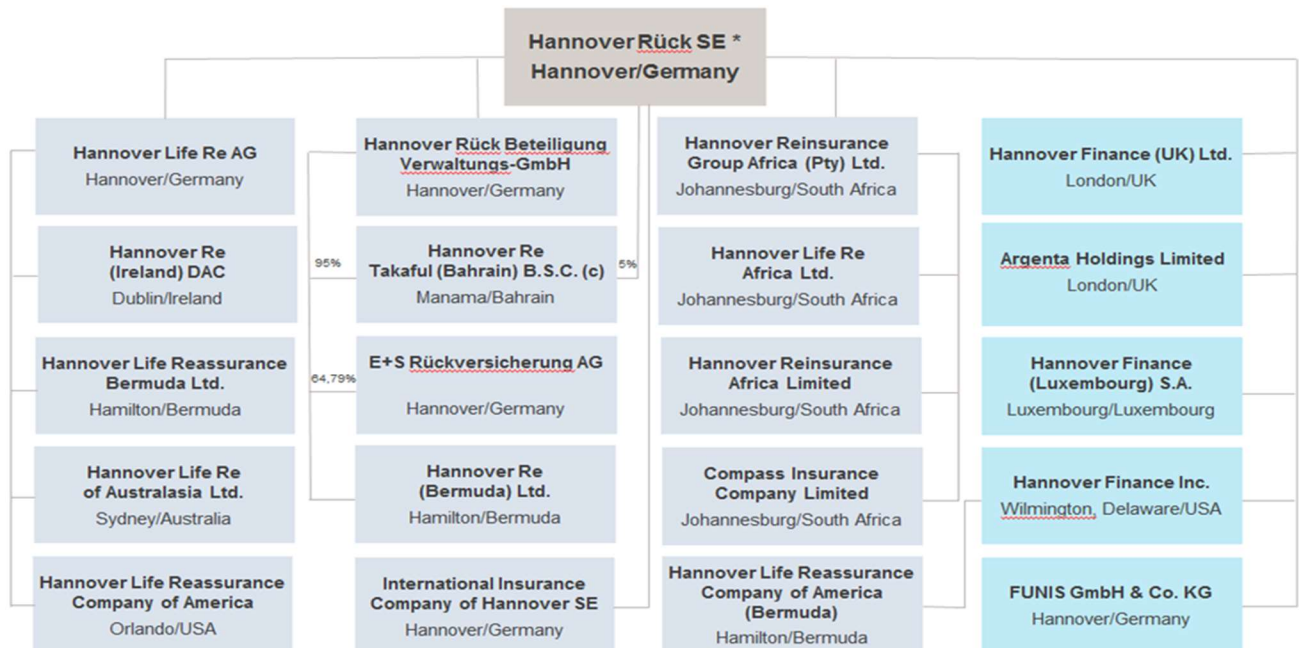 Hannover Rück SE *
Hannover/Germany
Hannover Life Re AG
Hannover/Germany
Hannover Re
(Ireland) DAC
Dublin/Ireland
Hannover Life Reassurance
Bermuda Ltd.
Hamilton/Bermuda
Hannover Life Re
of Australasia Ltd.
Sydney/Australia
Hannover Life Reassurance
Company of America
Orlando/USA
Hannover Rück Beteiligung
Verwaltungs-GmbH
Hannover/Germany
95%
Hannover Re
Takaful (Bahrain) B.S.C. (c)
Manama/Bahrain
5%
64,79%
E+S Rückversicherung AG
Hannover/Germany
Hannover Re
(Bermuda) Ltd.
Hamilton/Bermuda
International Insurance
Company of Hannover SE
Hannover/Germany
Hannover Reinsurance
Group Africa (Pty) Ltd.
Johannesburg/South Africa
Hannover Life Re
Africa Ltd.
Johannesburg/South Africa
Hannover Reinsurance
Africa Limited
Johannesburg/South Africa
Compass Insurance
Company Limited
Johannesburg/South Africa
Hannover Life Reassurance
Company of America
(Bermuda)
Hamilton/Bermuda
Hannover Finance (UK) Ltd.
London/UK
Argenta Holdings Limited
London/UK
Hannover Finance
(Luxembourg) S.A.
Luxembourg/Luxembourg
Hannover Finance Inc.
Wilmington, Delaware/USA
FUNIS GmbH & Co. KG
Hannover/Germany